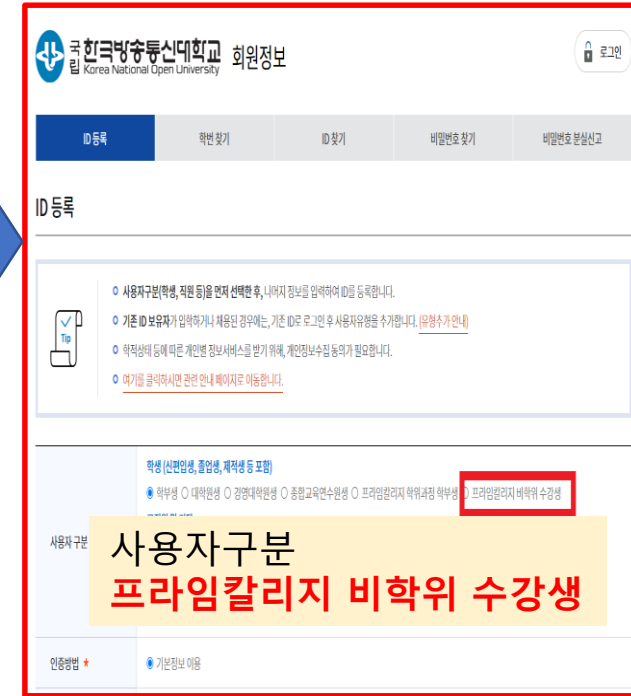 국립 한국방송통신대학교 회원정보
Korea National Open University
로그인
ID 등록
학번 찾기
ID 찾기
비밀번호 찾기
비밀번호 분실신고
ID 등록
Tip
사용자구분(학생, 직원 등)을 먼저 선택한 후, 나머지 정보를 입력하여 ID를 등록합니다.
기존 ID 보유자가 입학하거나 채용된 경우에는, 기존 ID로 로그인 후 사용자유형을 추가합니다. (유형추가 안내)
학적상태 등에 따른 개인별 정보서비스를 받기 위해, 개인정보수집 동의가 필요합니다.
여기를 클릭하시면 관련 안내 페이지로 이동합니다.
학생 (신편입생, 졸업생, 제적생 등 포함)
학부생 대학원생 경영대학원생 종합교육연수원생 프라임칼리지 학위과정 학부생 프라임칼리지 비학위 수강생
사용자 구분
사용자구분
프라임칼리지 비학위 수강생
인증방법 *
기본정보 이용